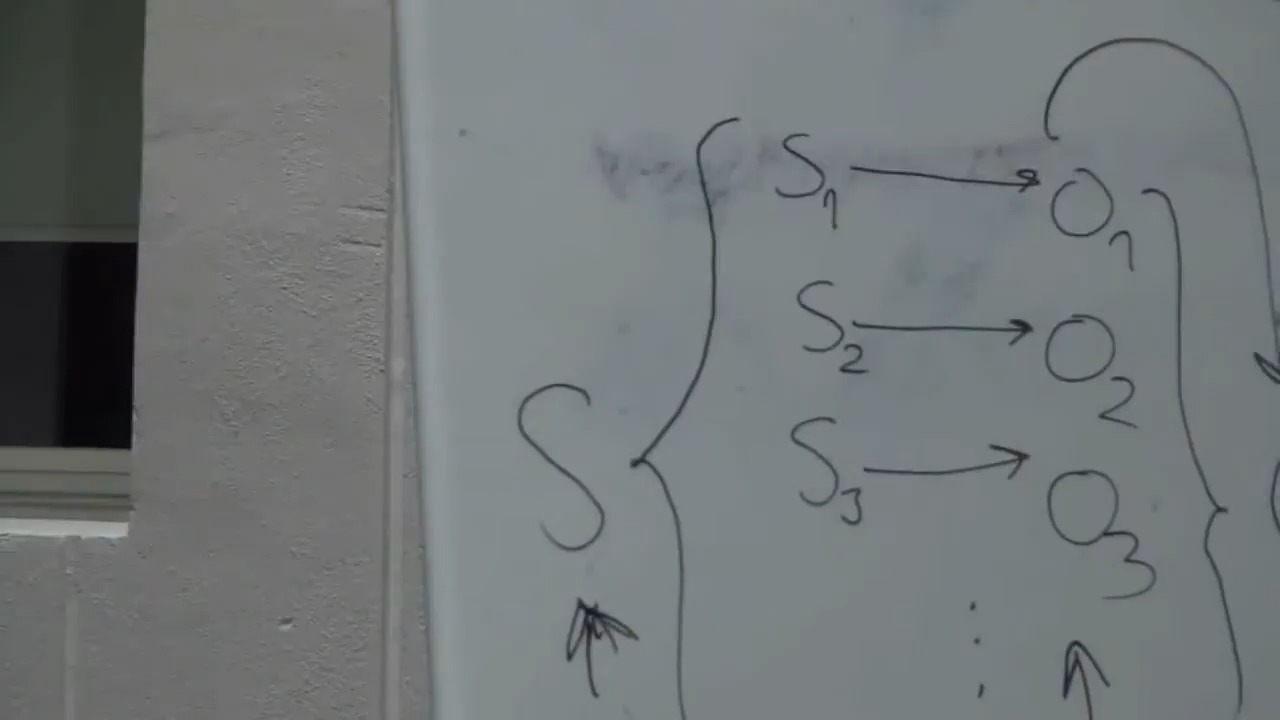 S₁ → O₁
S₂ → O₂
S
S₃ → O₃
⋮